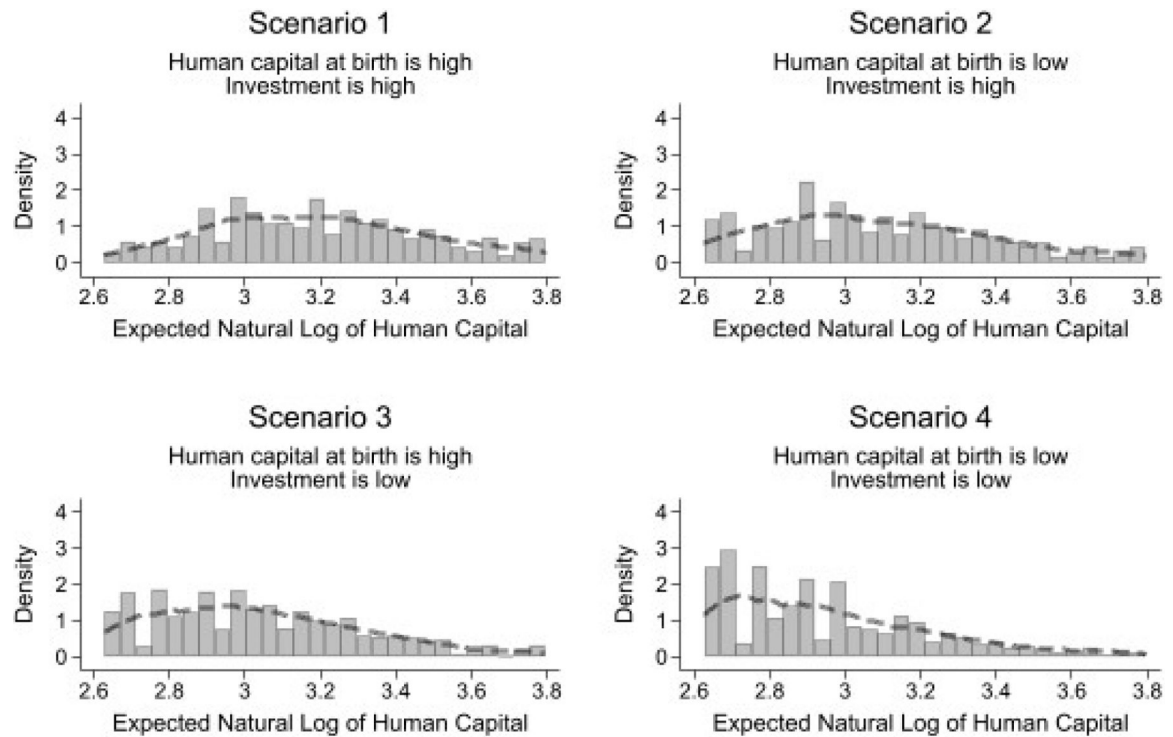 Scenario 1
Human capital at birth is high
Investment is high
4
3
2
1
0
Density
2.6 2.8 3 3.2 3.4 3.6 3.8
Expected Natural Log of Human Capital
Scenario 2
Human capital at birth is low
Investment is high
4
3
2
1
0
Density
2.6 2.8 3 3.2 3.4 3.6 3.8
Expected Natural Log of Human Capital
Scenario 3
Human capital at birth is high
Investment is low
4
3
2
1
0
Density
2.6 2.8 3 3.2 3.4 3.6 3.8
Expected Natural Log of Human Capital
Scenario 4
Human capital at birth is low
Investment is low
4
3
2
1
0
Density
2.6 2.8 3 3.2 3.4 3.6 3.8
Expected Natural Log of Human Capital